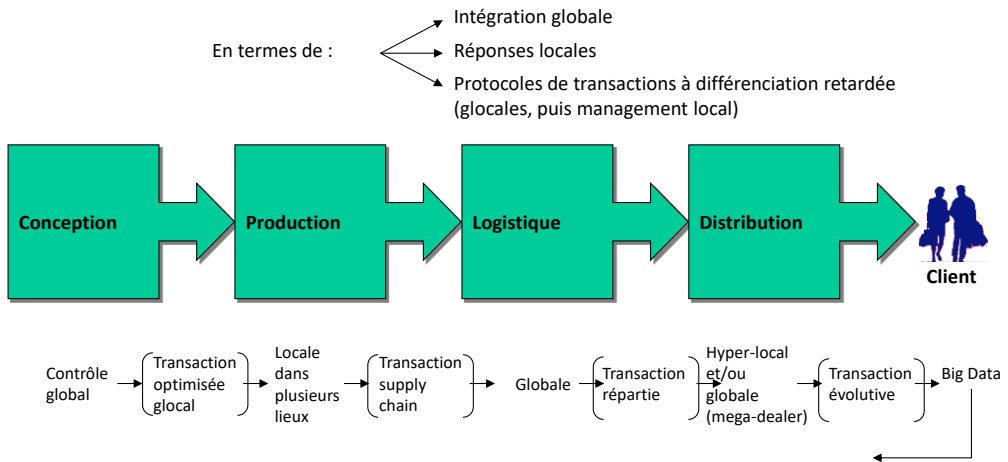 Intégration globale
En termes de :
Réponses locales
Protocoles de transactions à différenciation retardée
(glocales, puis management local)
Conception
Production
Logistique
Distribution
Client
Contrôle
global
Transaction
optimisée
glocal
Locale
dans
plusieurs
lieux
Transaction
supply
chain
Globale
Transaction
répartie
Hyper-local
et/ou
globale
(mega-dealer)
Transaction
évolutive
Big Data